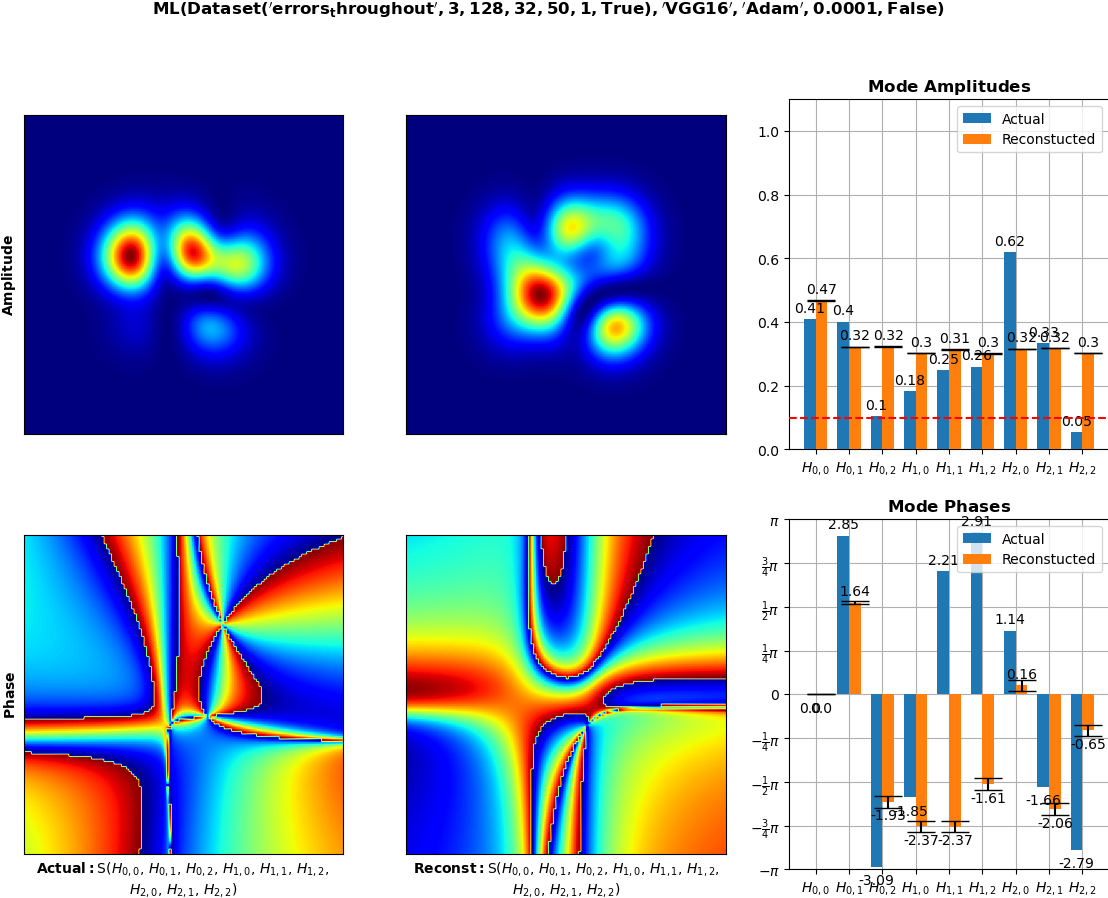 ML(Dataset('errors_throughout', 3, 128, 32, 50, 1, True), 'VGG16', 'Adam', 0.0001, False)
Amplitude
Mode Amplitudes
Actual
Reconstucted
1.0
0.8
0.6
0.4
0.2
0.0
0.41 0.4 0.1 0.18 0.25 0.26 0.62 0.33 0.05
0.47 0.32 0.32 0.3 0.31 0.3 0.32 0.32 0.3
H0,0 H0,1 H0,2 H1,0 H1,1 H1,2 H2,0 H2,1 H2,2
Phase
Mode Phases
Actual
Reconstucted
π
3/4π
1/2π
1/4π
0
−1/4π
−1/2π
−3/4π
−π
0.0 2.85 -3.09 -1.85 2.21 2.91 1.14 -1.66 -2.79
0.0 1.64 -1.93 -2.37 -2.37 -1.61 0.16 -2.06 -0.65
H0,0 H0,1 H0,2 H1,0 H1,1 H1,2 H2,0 H2,1 H2,2
Actual: S(H0,0, H0,1, H0,2, H1,0, H1,1, H1,2,
H2,0, H2,1, H2,2)
Reconst: S(H0,0, H0,1, H0,2, H1,0, H1,1, H1,2,
H2,0, H2,1, H2,2)